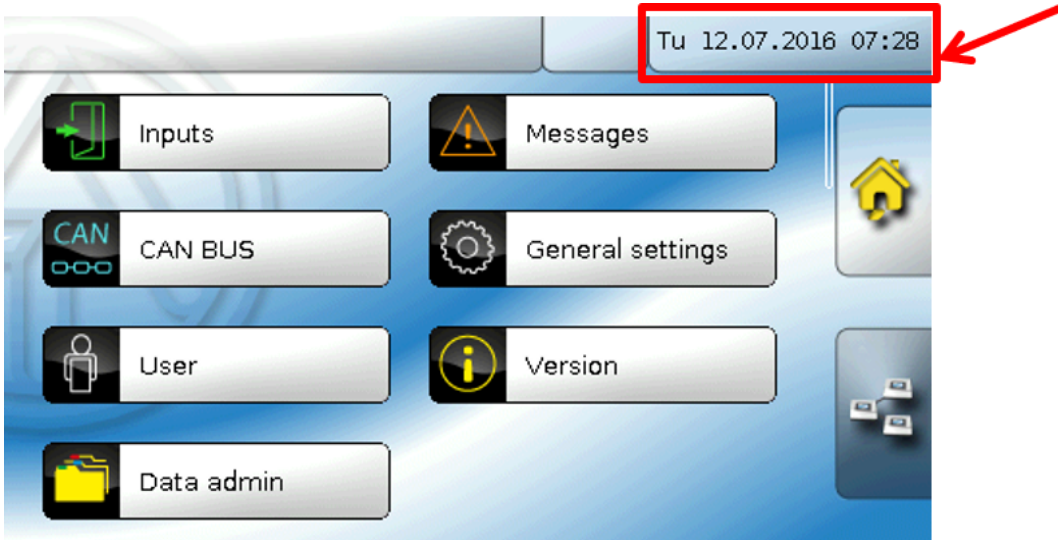 Tu 12.07.2016 07:28
Inputs
Messages
CAN
CAN BUS
General settings
User
Version
Data admin